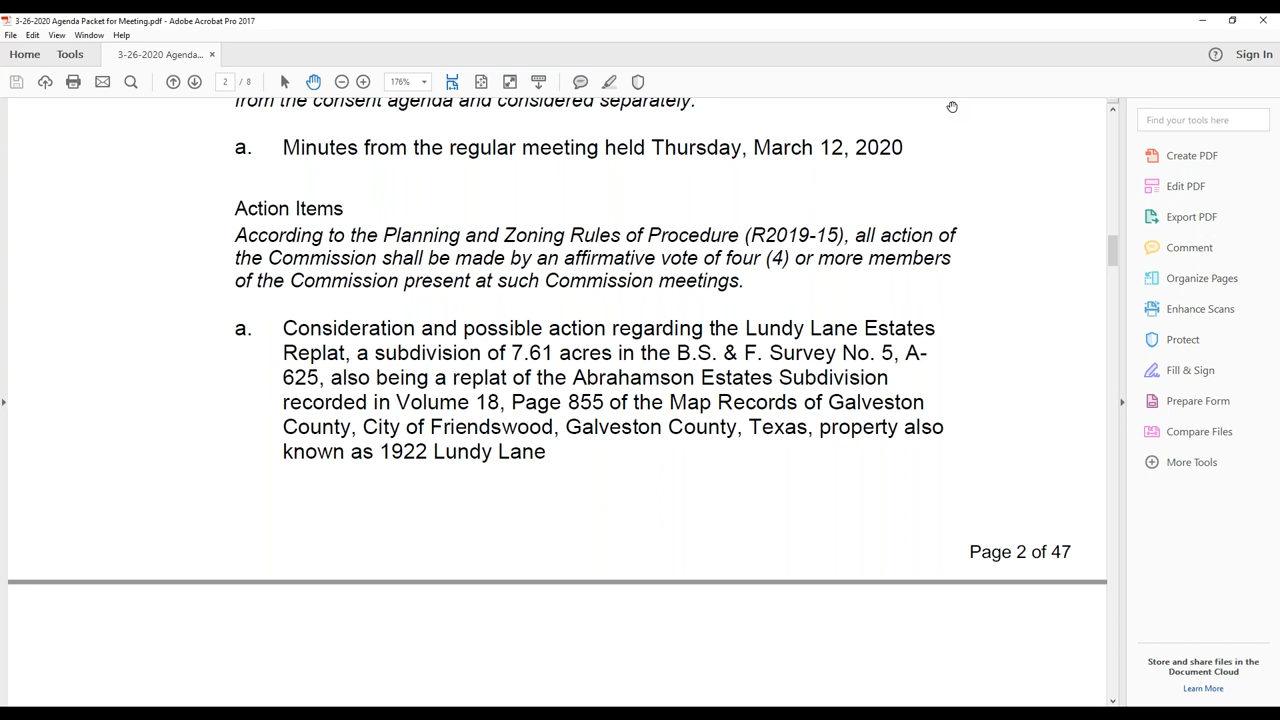 3-26-2020 Agenda Packet for Meeting.pdf - Adobe Acrobat Pro 2017
File Edit View Window Help
Home Tools 3-26-2020 Agenda... × Sign In
2 / 8 176%
from the consent agenda and considered separately.
a. Minutes from the regular meeting held Thursday, March 12, 2020
Action Items
According to the Planning and Zoning Rules of Procedure (R2019-15), all action of
the Commission shall be made by an affirmative vote of four (4) or more members
of the Commission present at such Commission meetings.
a. Consideration and possible action regarding the Lundy Lane Estates
Replat, a subdivision of 7.61 acres in the B.S. & F. Survey No. 5, A-
625, also being a replat of the Abrahamson Estates Subdivision
recorded in Volume 18, Page 855 of the Map Records of Galveston
County, City of Friendswood, Galveston County, Texas, property also
known as 1922 Lundy Lane
Page 2 of 47
Find your tools here
Create PDF
Edit PDF
Export PDF
Comment
Organize Pages
Enhance Scans
Protect
Fill & Sign
Prepare Form
Compare Files
More Tools
Store and share files in the
Document Cloud
Learn More